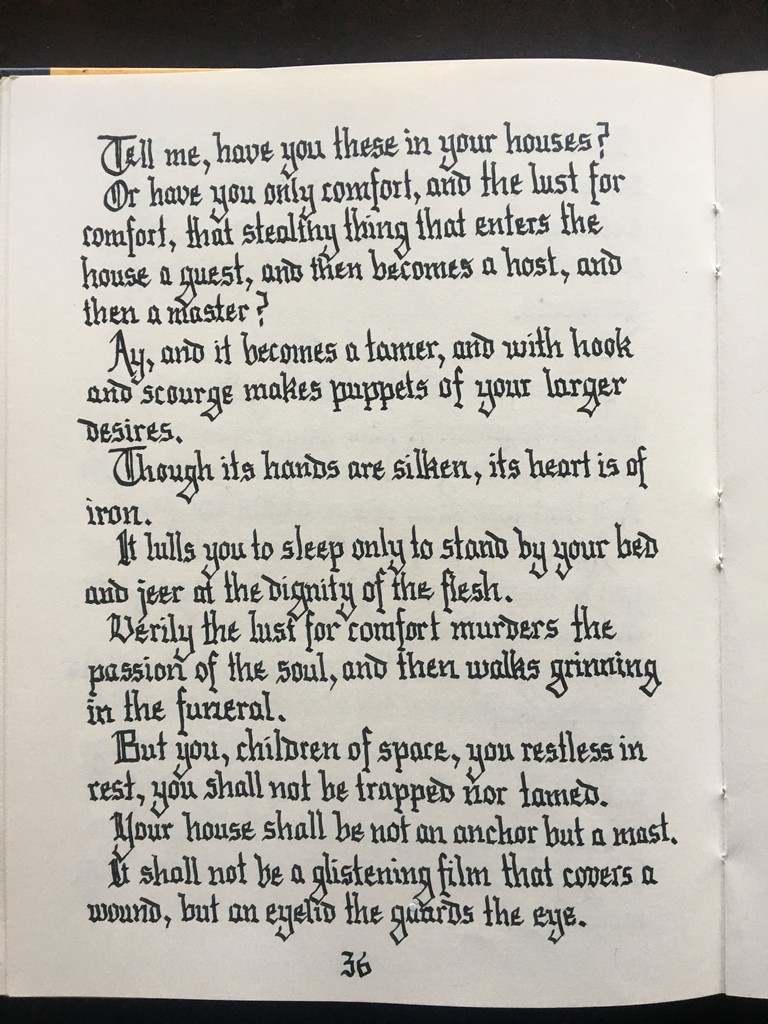 Tell me, have you these in your houses?
Or have you only comfort, and the lust for
comfort, that stealthy thing that enters the
house a guest, and then becomes a host, and
then a master?
Ay, and it becomes a tamer, and with hook
and scourge makes puppets of your larger
desires.
Though its hands are silken, its heart is of
iron.
It lulls you to sleep only to stand by your bed
and jeer at the dignity of the flesh.
Verily the lust for comfort murders the
passion of the soul, and then walks grinning
in the funeral.
But you, children of space, you restless in
rest, you shall not be trapped nor tamed.
Your house shall be not an anchor but a mast.
It shall not be a glistening film that covers a
wound, but an eyelid the guards the eye.
36